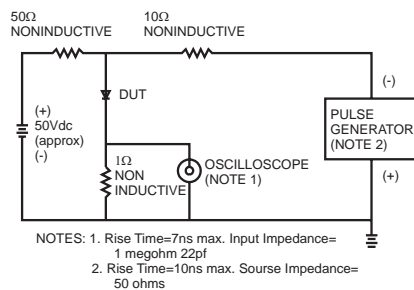 50Ω
NONINDUCTIVE
10Ω
NONINDUCTIVE
(+)
50Vdc
(approx)
(-)
DUT
1Ω
NON
INDUCTIVE
OSCILLOSCOPE
(NOTE 1)
(-)
PULSE
GENERATOR
(NOTE 2)
(+)
NOTES: 1. Rise Time=7ns max. Input Impedance=
1 megohm 22pf
2. Rise Time=10ns max. Sourse Impedance=
50 ohms